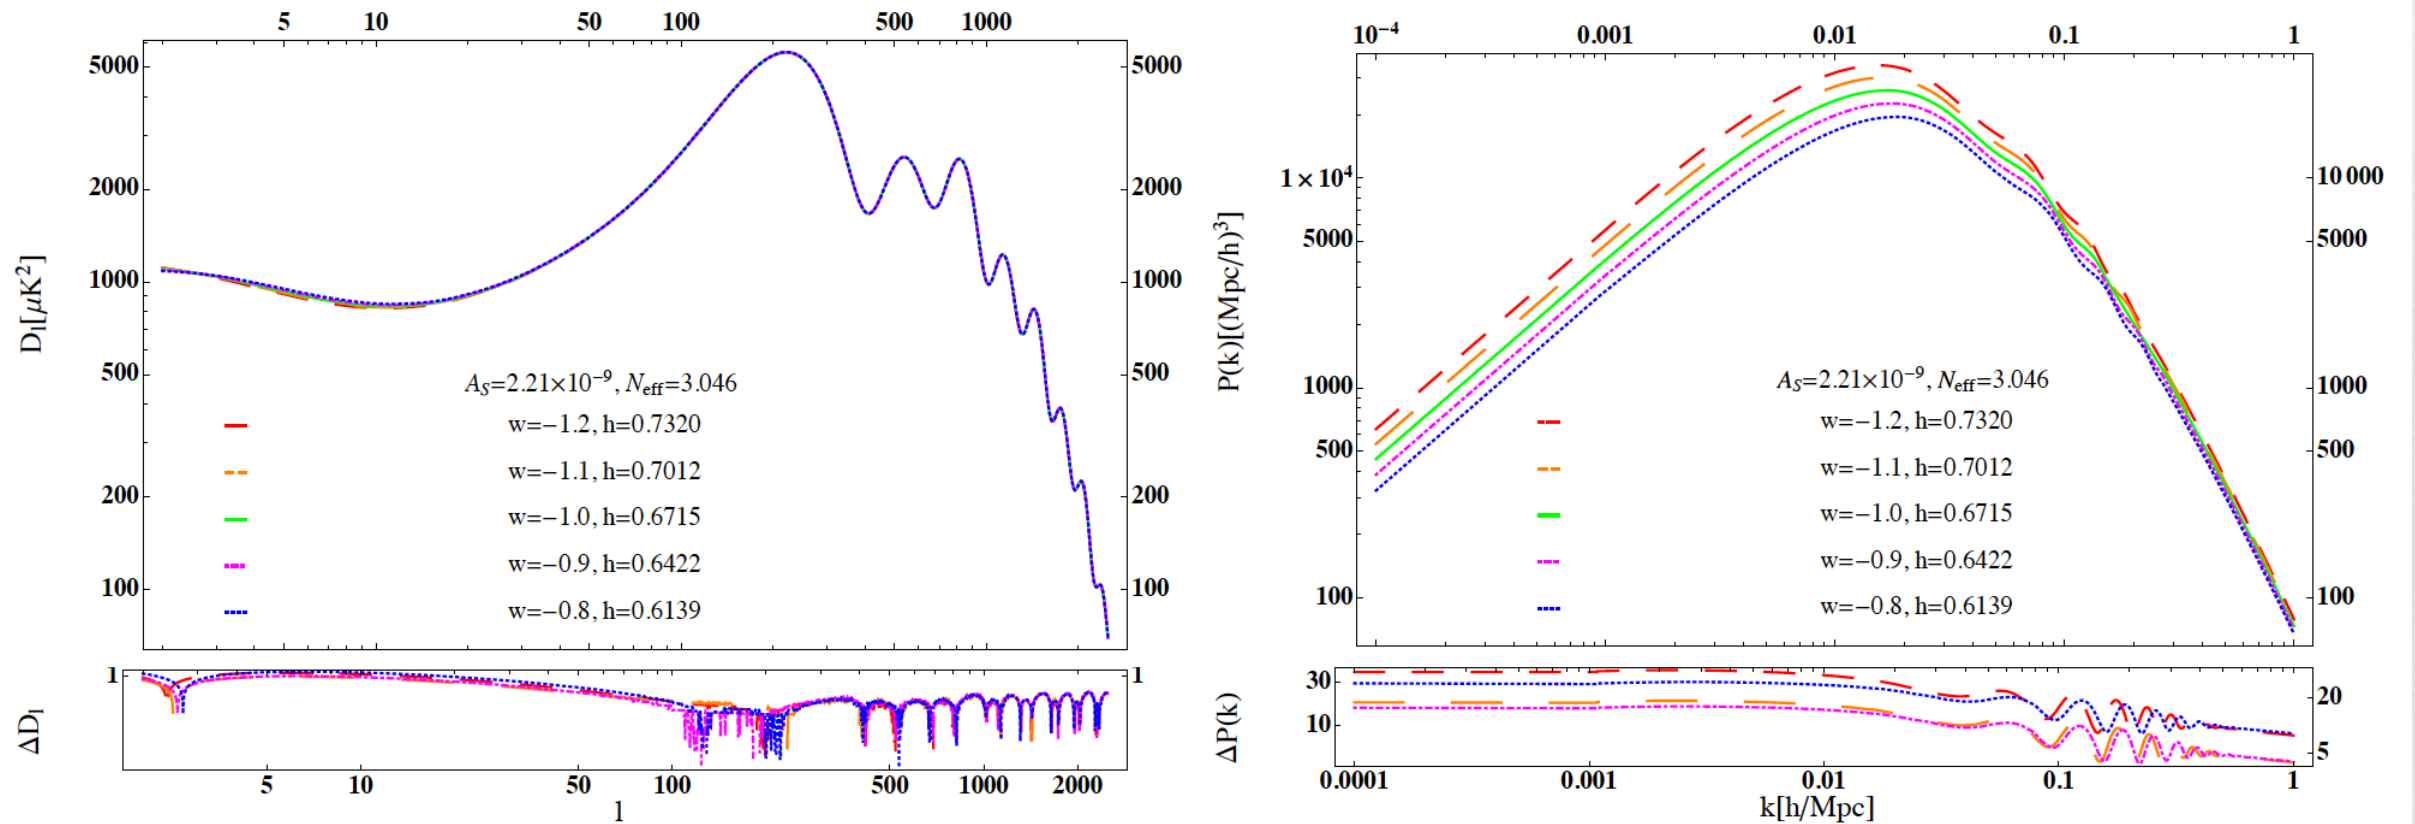 5 10 50 100 500 1000
5000 5000
2000 2000
1000 1000
500 500
200 200
100 100
D_l[μK²]
A_S=2.21×10⁻⁹, N_eff=3.046
w=−1.2, h=0.7320
w=−1.1, h=0.7012
w=−1.0, h=0.6715
w=−0.9, h=0.6422
w=−0.8, h=0.6139
1 1
ΔD_l
5 10 50 100 500 1000 2000
l
10⁻⁴ 0.001 0.01 0.1 1
1×10⁴ 10 000
5000 5000
1000 1000
500 500
100 100
P(k)[(Mpc/h)³]
A_S=2.21×10⁻⁹, N_eff=3.046
w=−1.2, h=0.7320
w=−1.1, h=0.7012
w=−1.0, h=0.6715
w=−0.9, h=0.6422
w=−0.8, h=0.6139
30
20
10
5
ΔP(k)
0.0001 0.001 0.01 0.1 1
k[h/Mpc]